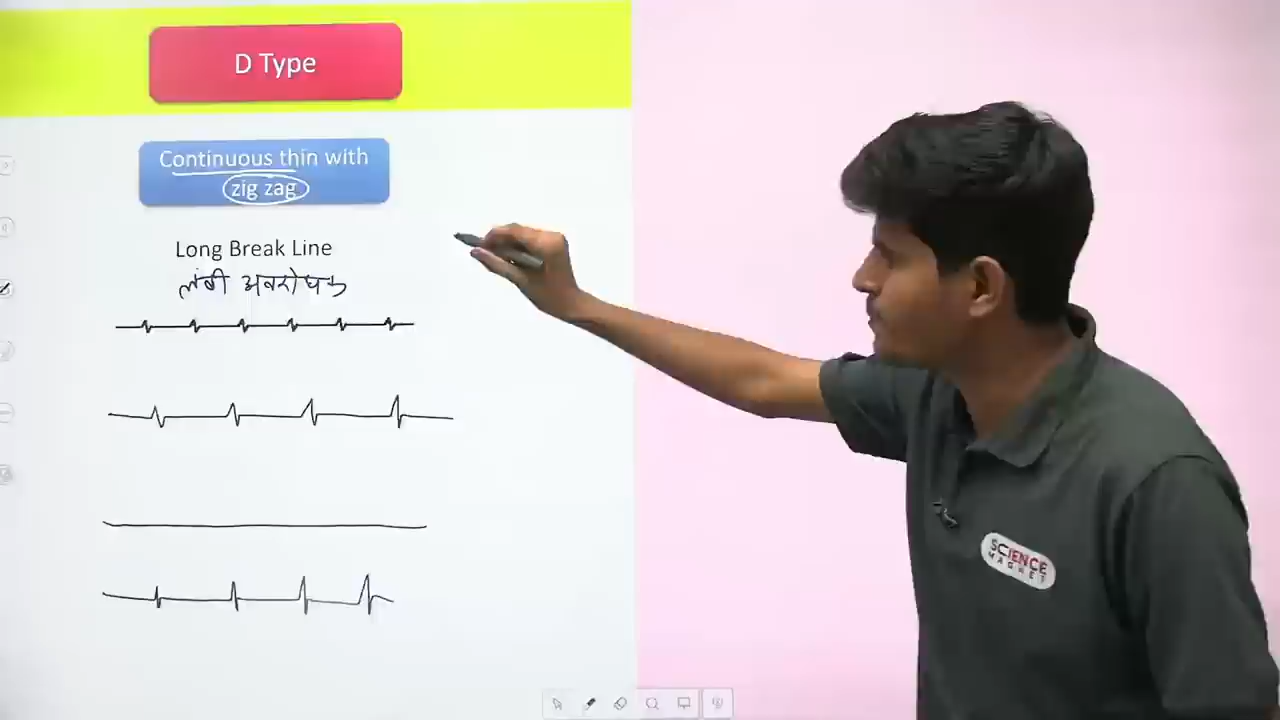 D Type
Continuous thin with
zig zag
Long Break Line
लंबी अवरोधक
SCIENCE
MAGNET